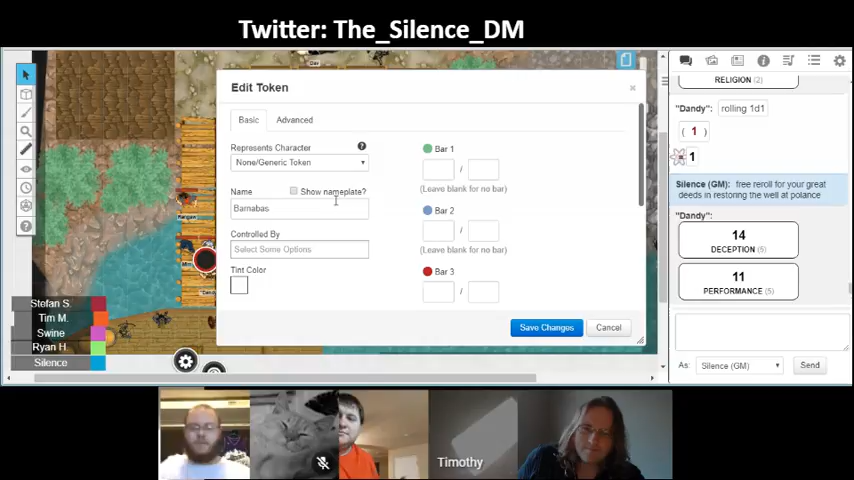 Twitter: The_Silence_DM
Edit Token
×
Basic
Advanced
Represents Character
?
None/Generic Token
Name
Show nameplate?
Barnabas
Controlled By
Select Some Options
Tint Color
Bar 1
/
(Leave blank for no bar)
Bar 2
/
(Leave blank for no bar)
Bar 3
/
Save Changes
Cancel
RELIGION (2)
"Dandy": rolling 1d1
( 1 )
1
Silence (GM): free reroll for your great
deeds in restoring the well at polance
"Dandy":
14
DECEPTION (5)
11
PERFORMANCE (5)
As: Silence (GM)
Send
Stefan S.
Tim M.
Swine
Ryan H.
Silence
Timothy